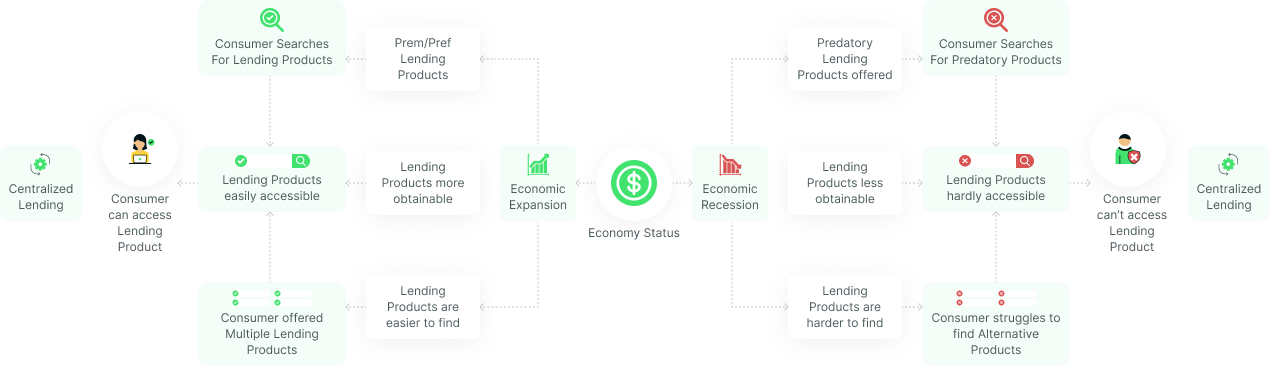 Consumer Searches
For Lending Products
Prem/Pref
Lending
Products
Predatory
Lending
Products offered
Consumer Searches
For Predatory Products
Centralized
Lending
Consumer
can access
Lending
Product
Lending Products
easily accessible
Lending
Products more
obtainable
Economic
Expansion
$
Economy Status
Economic
Recession
Lending
Products less
obtainable
Lending Products
hardly accessible
Consumer
can't access
Lending
Product
Centralized
Lending
Consumer offered
Multiple Lending
Products
Lending
Products are
easier to find
Lending
Products are
harder to find
Consumer struggles to
find Alternative
Products